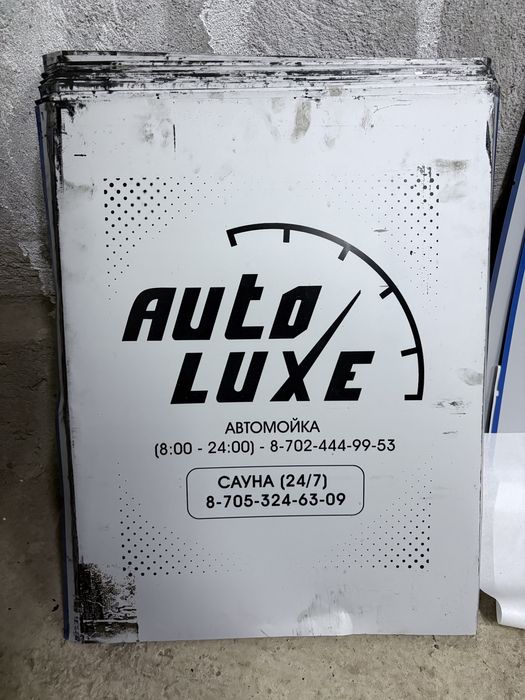 AUTO
LUXE
АВТОМОЙКА
(8:00 - 24:00) - 8-702-444-99-53
САУНА (24/7)
8-705-324-63-09